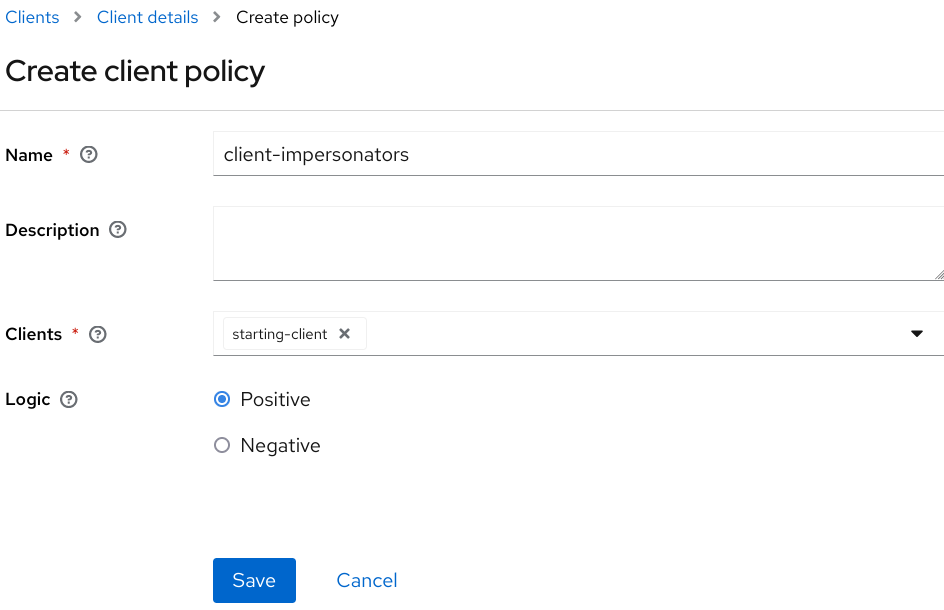 Clients > Client details > Create policy
Create client policy
Name *
client-impersonators
Description
Clients *
starting-client
Logic
Positive
Negative
Save Cancel